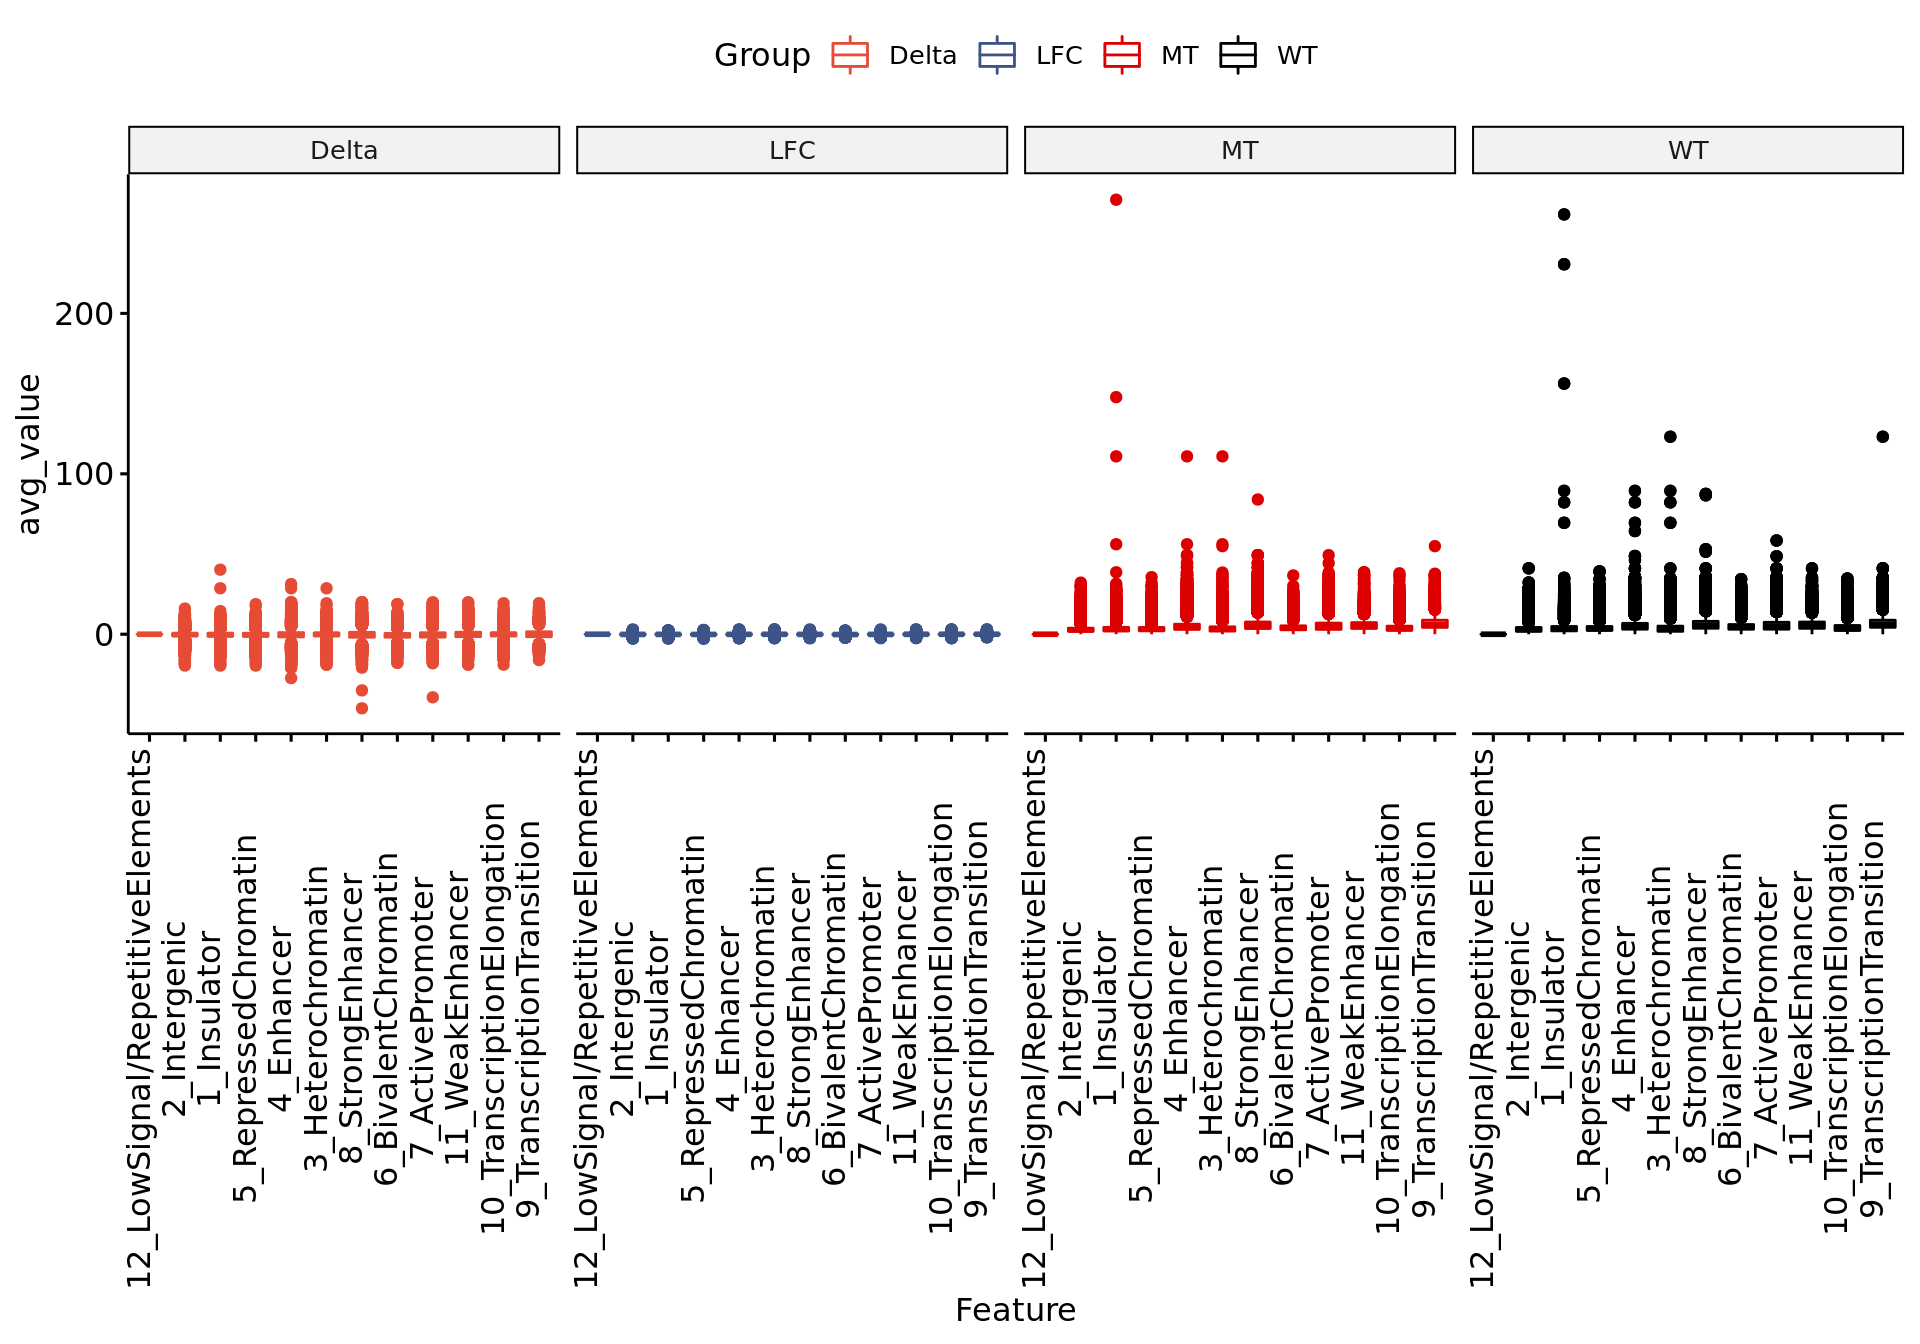 Group Delta LFC MT WT
Delta LFC MT WT
200
100
0
avg_value
12_LowSignal/RepetitiveElements
2_Intergenic
1_Insulator
5_RepressedChromatin
4_Enhancer
3_Heterochromatin
8_StrongEnhancer
6_BivalentChromatin
7_ActivePromoter
11_WeakEnhancer
10_TranscriptionElongation
9_TranscriptionTransition
12_LowSignal/RepetitiveElements
2_Intergenic
1_Insulator
5_RepressedChromatin
4_Enhancer
3_Heterochromatin
8_StrongEnhancer
6_BivalentChromatin
7_ActivePromoter
11_WeakEnhancer
10_TranscriptionElongation
9_TranscriptionTransition
12_LowSignal/RepetitiveElements
2_Intergenic
1_Insulator
5_RepressedChromatin
4_Enhancer
3_Heterochromatin
8_StrongEnhancer
6_BivalentChromatin
7_ActivePromoter
11_WeakEnhancer
10_TranscriptionElongation
9_TranscriptionTransition
12_LowSignal/RepetitiveElements
2_Intergenic
1_Insulator
5_RepressedChromatin
4_Enhancer
3_Heterochromatin
8_StrongEnhancer
6_BivalentChromatin
7_ActivePromoter
11_WeakEnhancer
10_TranscriptionElongation
9_TranscriptionTransition
Feature